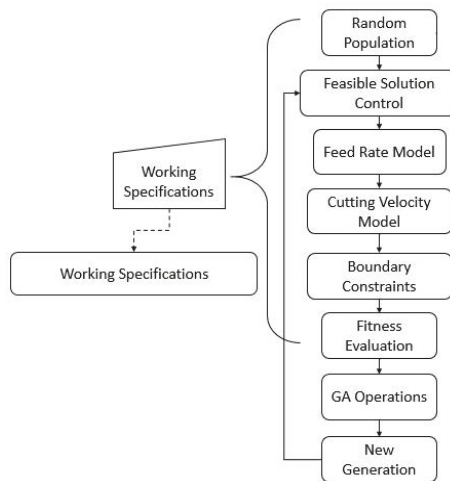 Random
Population
Feasible Solution
Control
Feed Rate Model
Working
Specifications
Cutting Velocity
Model
Working Specifications
Boundary
Constraints
Fitness
Evaluation
GA Operations
New
Generation